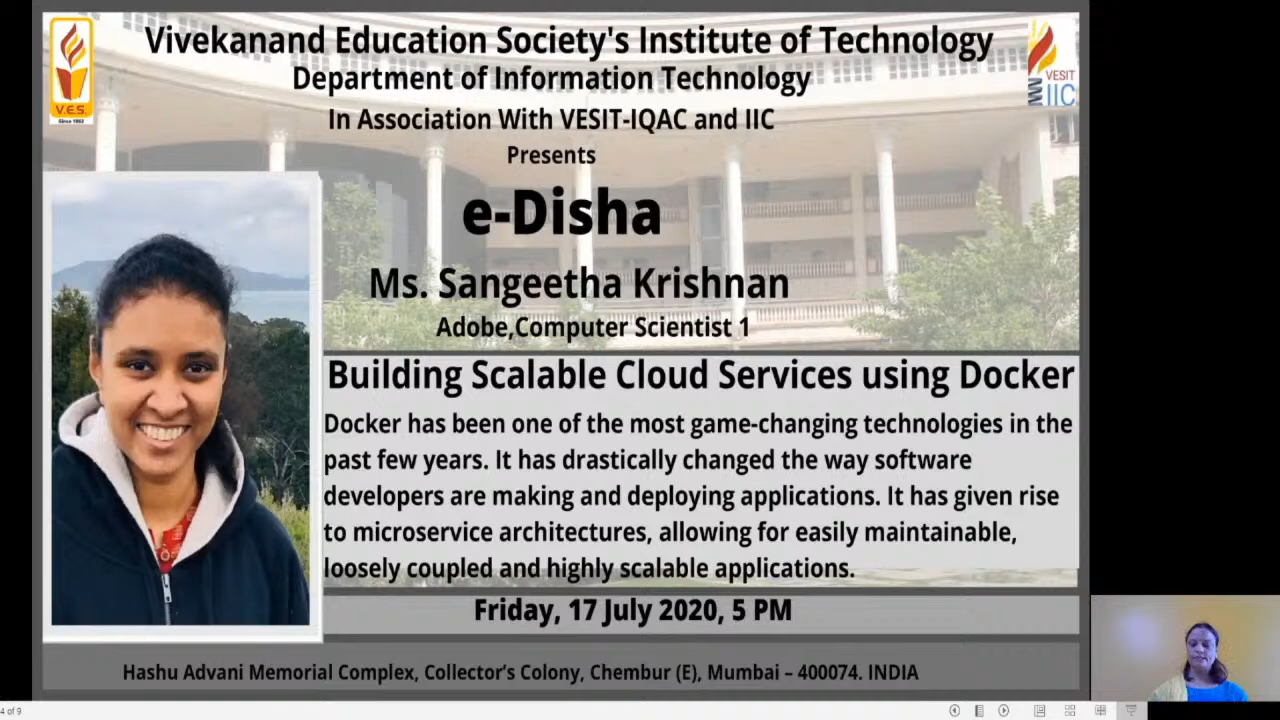 Vivekanand Education Society's Institute of Technology
Department of Information Technology
In Association With VESIT-IQAC and IIC
Presents
e-Disha
Ms. Sangeetha Krishnan
Adobe,Computer Scientist 1
Building Scalable Cloud Services using Docker
Docker has been one of the most game-changing technologies in the
past few years. It has drastically changed the way software
developers are making and deploying applications. It has given rise
to microservice architectures, allowing for easily maintainable,
loosely coupled and highly scalable applications.
Friday, 17 July 2020, 5 PM
Hashu Advani Memorial Complex, Collector's Colony, Chembur (E), Mumbai – 400074. INDIA
V.E.S.
Since 1962
VESIT
IIC
4 of 9